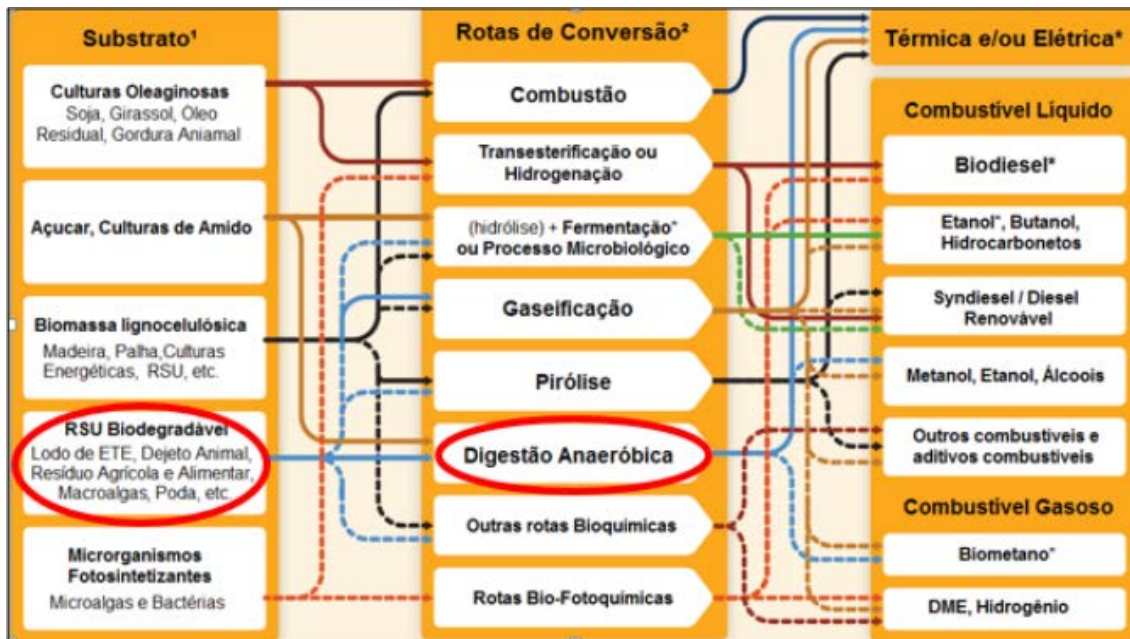 Substrato¹
Culturas Oleaginosas
Soja, Girassol, Óleo
Residual, Gordura Aniamal
Açucar, Culturas de Amido
Biomassa lignocelulósica
Madeira, Palha,Culturas
Energéticas, RSU, etc.
RSU Biodegradável
Lodo de ETE, Dejeto Animal,
Resíduo Agrícola e Alimentar,
Macroalgas, Poda, etc.
Microrganismos
Fotosintetizantes
Microalgas e Bactérias
Rotas de Conversão²
Combustão
Transesterificação ou
Hidrogenação
(hidrólise) + Fermentação*
ou Processo Microbiológico
Gaseificação
Pirólise
Digestão Anaeróbica
Outras rotas Bioquímicas
Rotas Bio-Fotoquímicas
Térmica e/ou Elétrica*
Combustível Líquido
Biodiesel*
Etanol*, Butanol,
Hidrocarbonetos
Syndiesel / Diesel
Renovável
Metanol, Etanol, Álcoois
Outros combustíveis e
aditivos combustíveis
Combustível Gasoso
Biometano*
DME, Hidrogênio